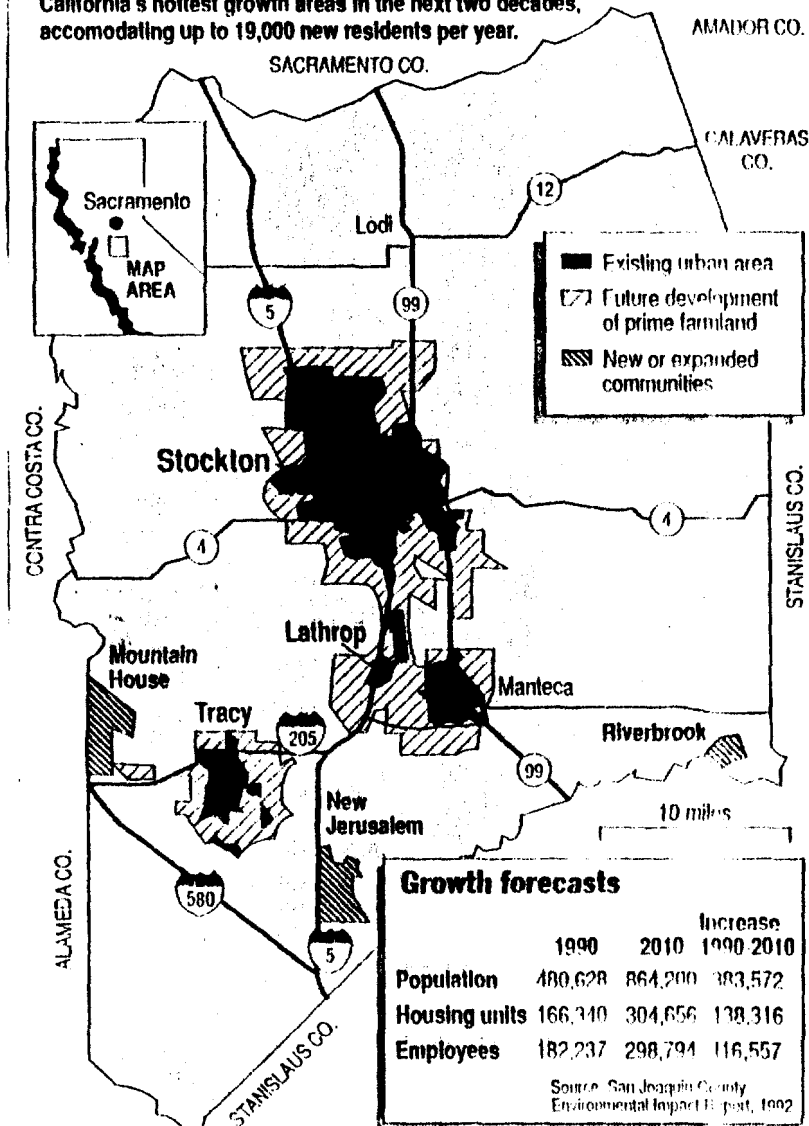 California's hottest growth areas in the next two decades,
accomodating up to 19,000 new residents per year.
AMADOR CO.
SACRAMENTO CO.
CALAVERAS
CO.
Sacramento
MAP
AREA
Lodi
12
5
99
Existing urban area
Future development
of prime farmland
New or expanded
communities
CONTRA COSTA CO.
Stockton
4
4
STANISLAUS CO.
Lathrop
Mountain
House
Manteca
Tracy
205
Riverbrook
99
New
Jerusalem
10 miles
ALAMEDA CO.
580
5
STANISLAUS CO.
Growth forecasts
Increase
1990 2010 1990-2010
Population 480,628 864,200 383,572
Housing units 166,340 304,656 138,316
Employees 182,237 298,794 116,557
Source: San Joaquin County
Environmental Impact Report, 1992